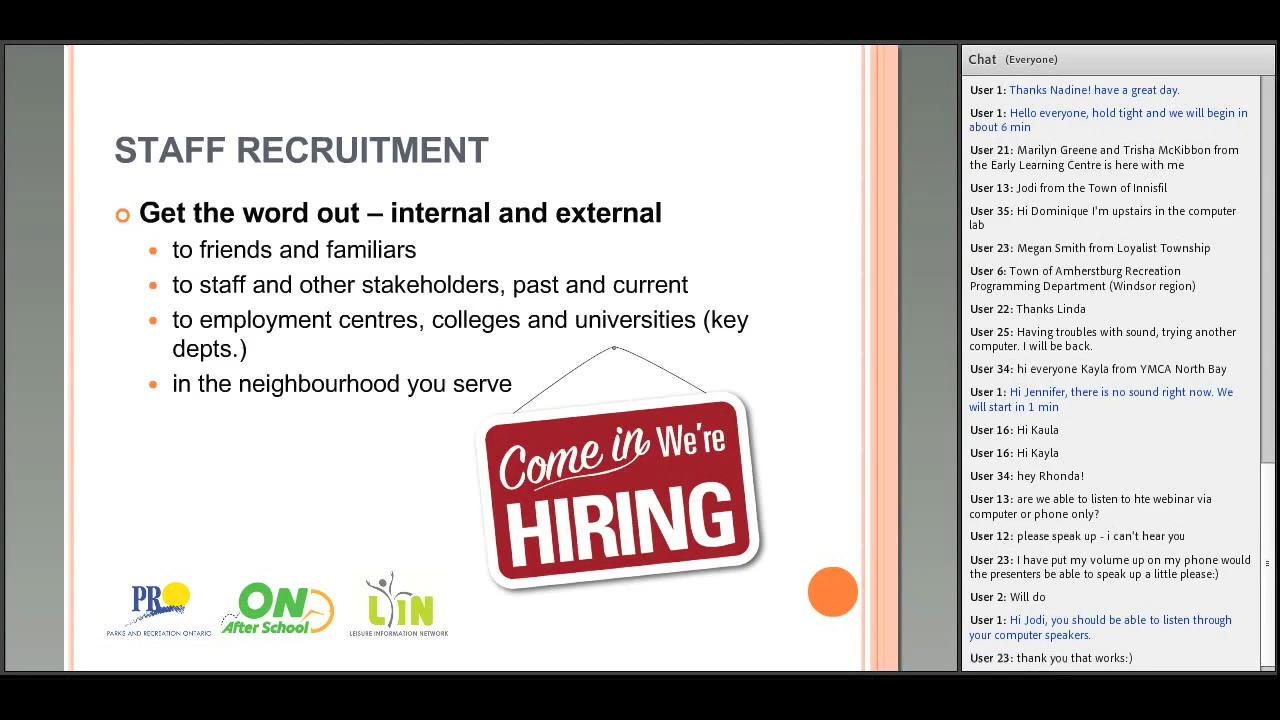 STAFF RECRUITMENT
Get the word out – internal and external
to friends and familiars
to staff and other stakeholders, past and current
to employment centres, colleges and universities (key
depts.)
in the neighbourhood you serve
Come in We're
HIRING
PRO
PARKS AND RECREATION ONTARIO
ON
After School
LIN
LEISURE INFORMATION NETWORK
Chat (Everyone)
User 1: Thanks Nadine! have a great day.
User 1: Hello everyone, hold tight and we will begin in
about 6 min
User 21: Marilyn Greene and Trisha McKibbon from
the Early Learning Centre is here with me
User 13: Jodi from the Town of Innisfil
User 35: Hi Dominique I'm upstairs in the computer
lab
User 23: Megan Smith from Loyalist Township
User 6: Town of Amherstburg Recreation
Programming Department (Windsor region)
User 22: Thanks Linda
User 25: Having troubles with sound, trying another
computer. I will be back.
User 34: hi everyone Kayla from YMCA North Bay
User 1: Hi Jennifer, there is no sound right now. We
will start in 1 min
User 16: Hi Kaula
User 16: Hi Kayla
User 34: hey Rhonda!
User 13: are we able to listen to hte webinar via
computer or phone only?
User 12: please speak up - i can't hear you
User 23: I have put my volume up on my phone would
the presenters be able to speak up a little please:)
User 2: Will do
User 1: Hi Jodi, you should be able to listen through
your computer speakers.
User 23: thank you that works:)